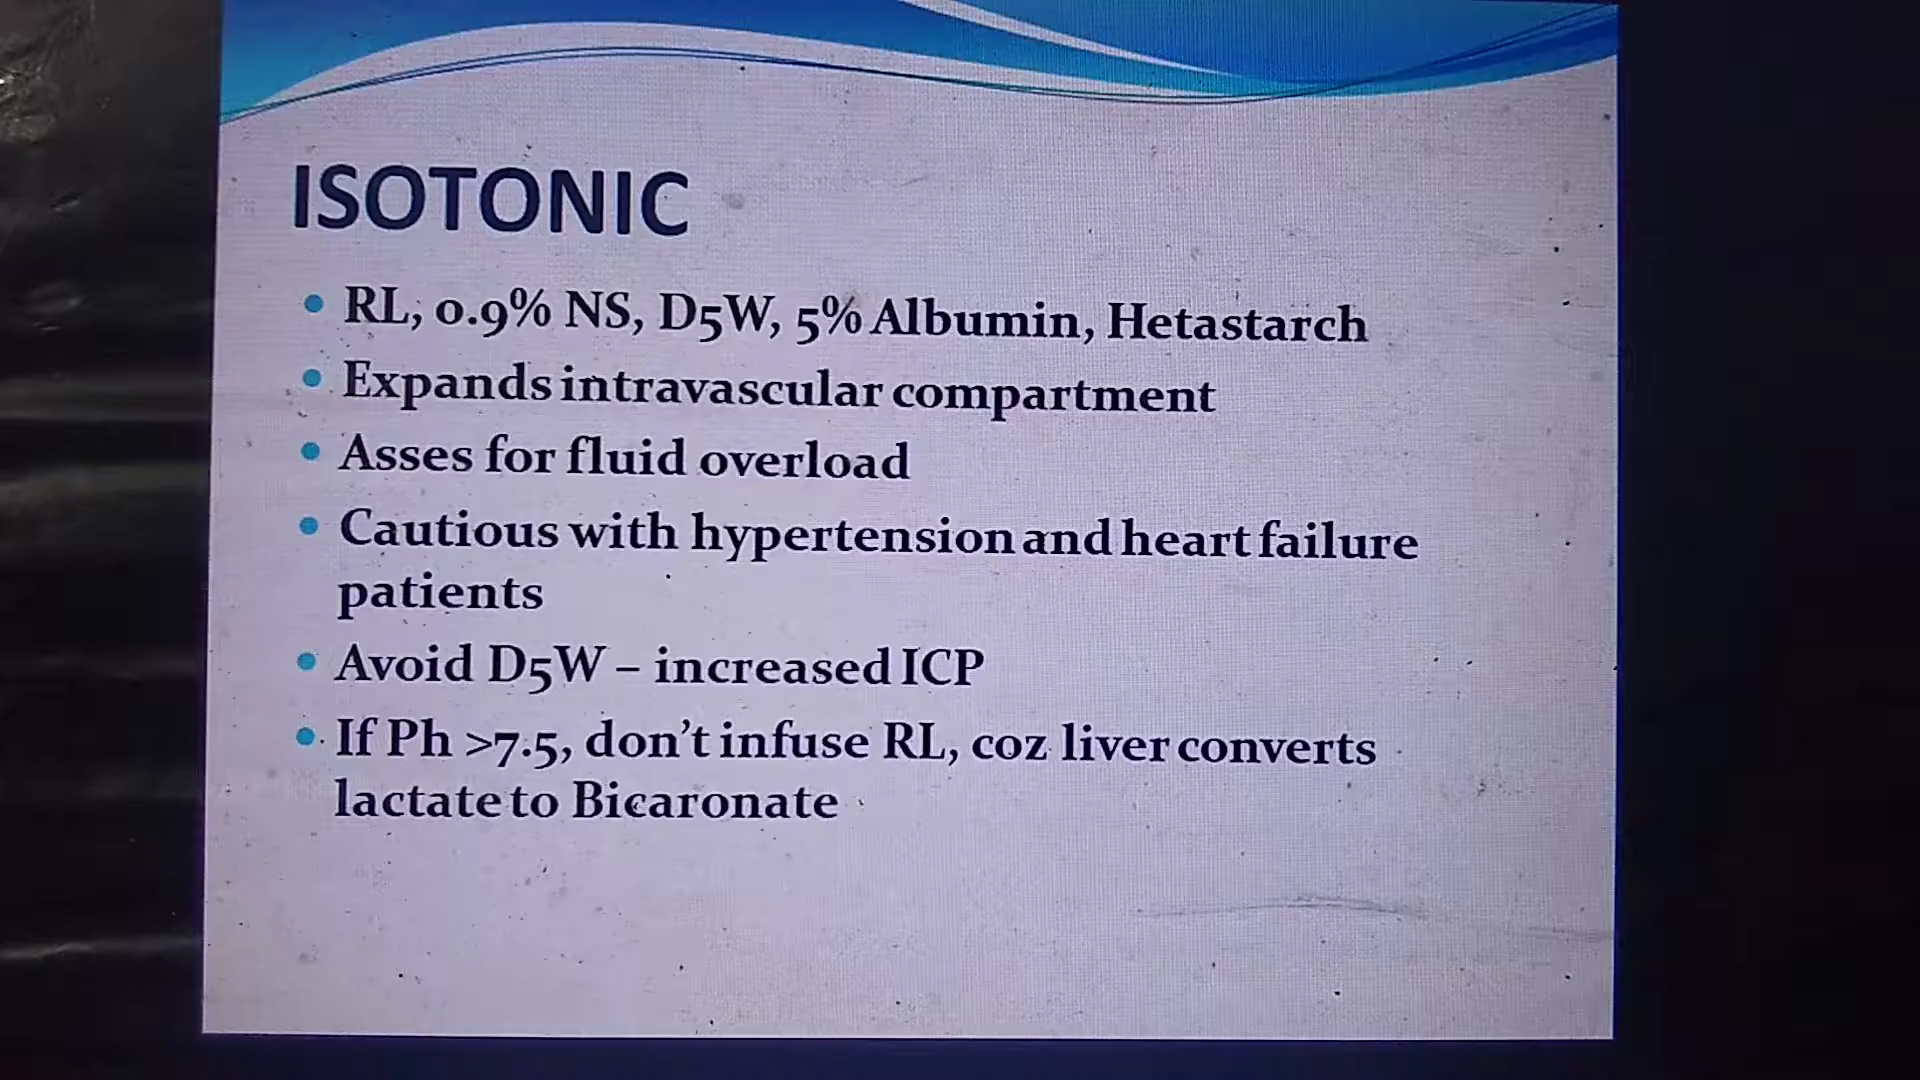 ISOTONIC
RL, 0.9% NS, D5W, 5% Albumin, Hetastarch
Expands intravascular compartment
Asses for fluid overload
Cautious with hypertension and heart failure
patients
Avoid D5W – increased ICP
If Ph >7.5, don't infuse RL, coz liver converts
lactate to Bicaronate